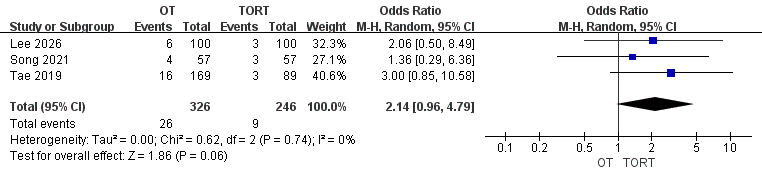 OT TORT Odds Ratio Odds Ratio
Study or Subgroup Events Total Events Total Weight M-H, Random, 95% CI M-H, Random, 95% CI
Lee 2026 6 100 3 100 32.3% 2.06 [0.50, 8.49]
Song 2021 4 57 3 57 27.1% 1.36 [0.29, 6.39]
Tae 2019 16 169 3 89 40.6% 3.00 [0.85, 10.58]
Total (95% CI) 326 246 100.0% 2.14 [0.96, 4.79]
Total events 26 9
Heterogeneity: Tau² = 0.00; Chi² = 0.62, df = 2 (P = 0.74); I² = 0%
Test for overall effect: Z = 1.86 (P = 0.06)
0.1 0.2 0.5 1 2 5 10
OT TORT